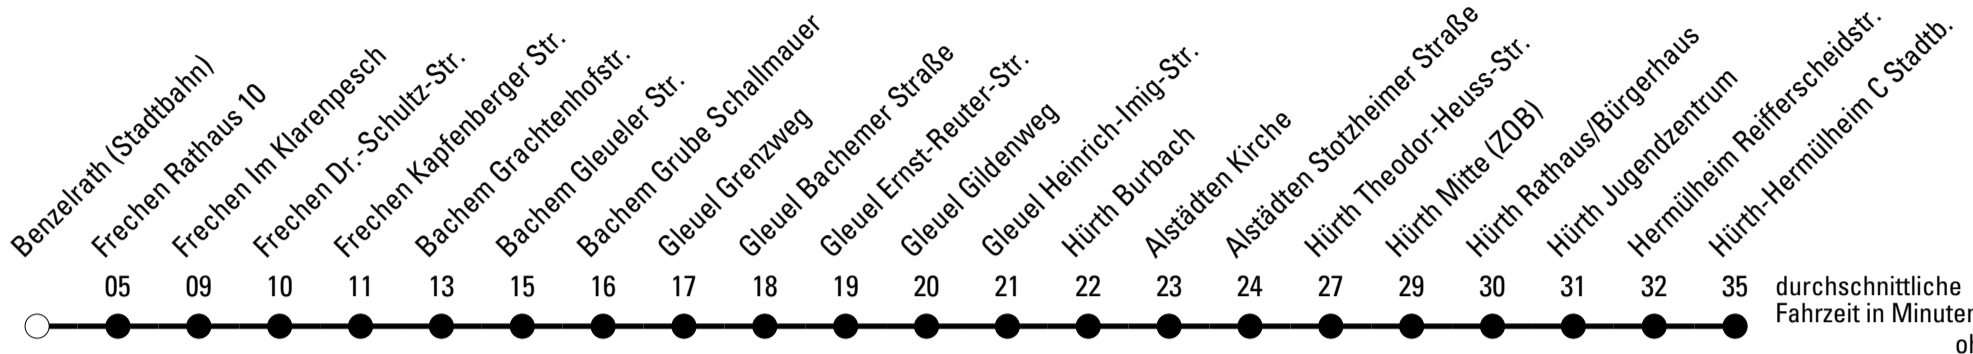 Benzelrath (Stadtbahn)
Frechen Rathaus 10
Frechen Im Klarenpesch
Frechen Dr.-Schultz-Str.
Frechen Kapfenberger Str.
Bachem Grachtenhofstr.
Bachem Gleueler Str.
Bachem Grube Schallmauer
Gleuel Grenzweg
Gleuel Bachemer Straße
Gleuel Ernst-Reuter-Str.
Gleuel Gildenweg
Gleuel Heinrich-Imig-Str.
Hürth Burbach
Alstädten Kirche
Alstädten Stotzheimer Straße
Hürth Theodor-Heuss-Str.
Hürth Mitte (ZOB)
Hürth Rathaus/Bürgerhaus
Hürth Jugendzentrum
Hermülheim Reifferscheidstr.
Hürth-Hermülheim C Stadtb.
05 09 10 11 13 15 16 17 18 19 20 21 22 23 24 27 29 30 31 32 35 durchschnittliche
Fahrzeit in Minuten